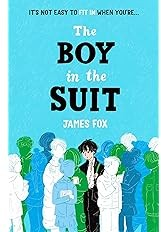 IT'S NOT EASY TO FIT IN WHEN YOU'RE...
The
BOY
in the
SUIT
JAMES FOX